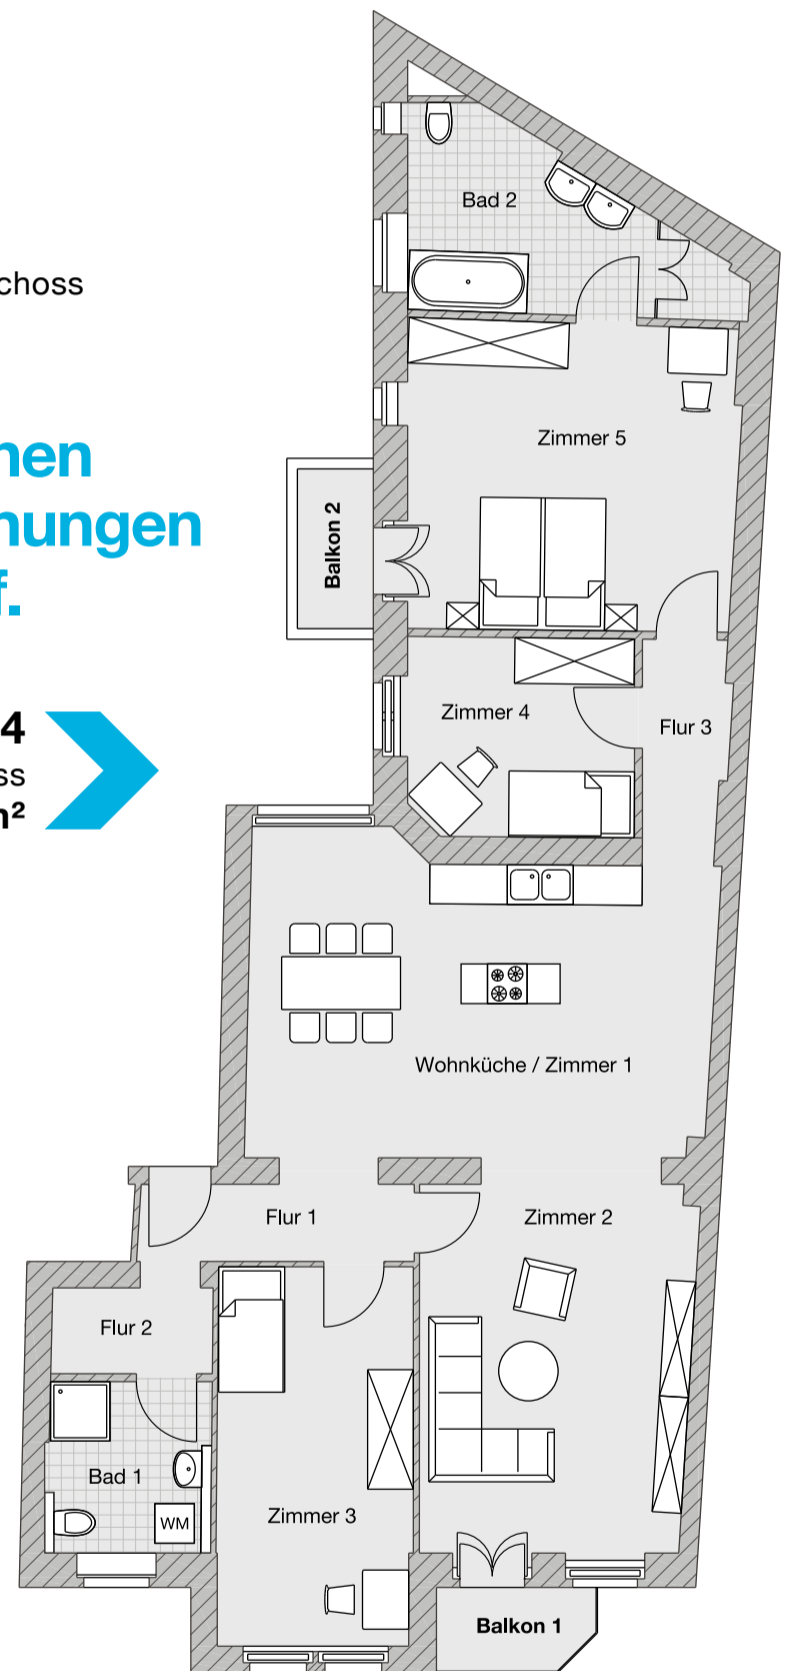 choss
nen
nungen
f.
4
ss
n²
Bad 2
Zimmer 5
Balkon 2
Zimmer 4
Flur 3
Wohnküche / Zimmer 1
Flur 1
Zimmer 2
Flur 2
Bad 1
WM
Zimmer 3
Balkon 1